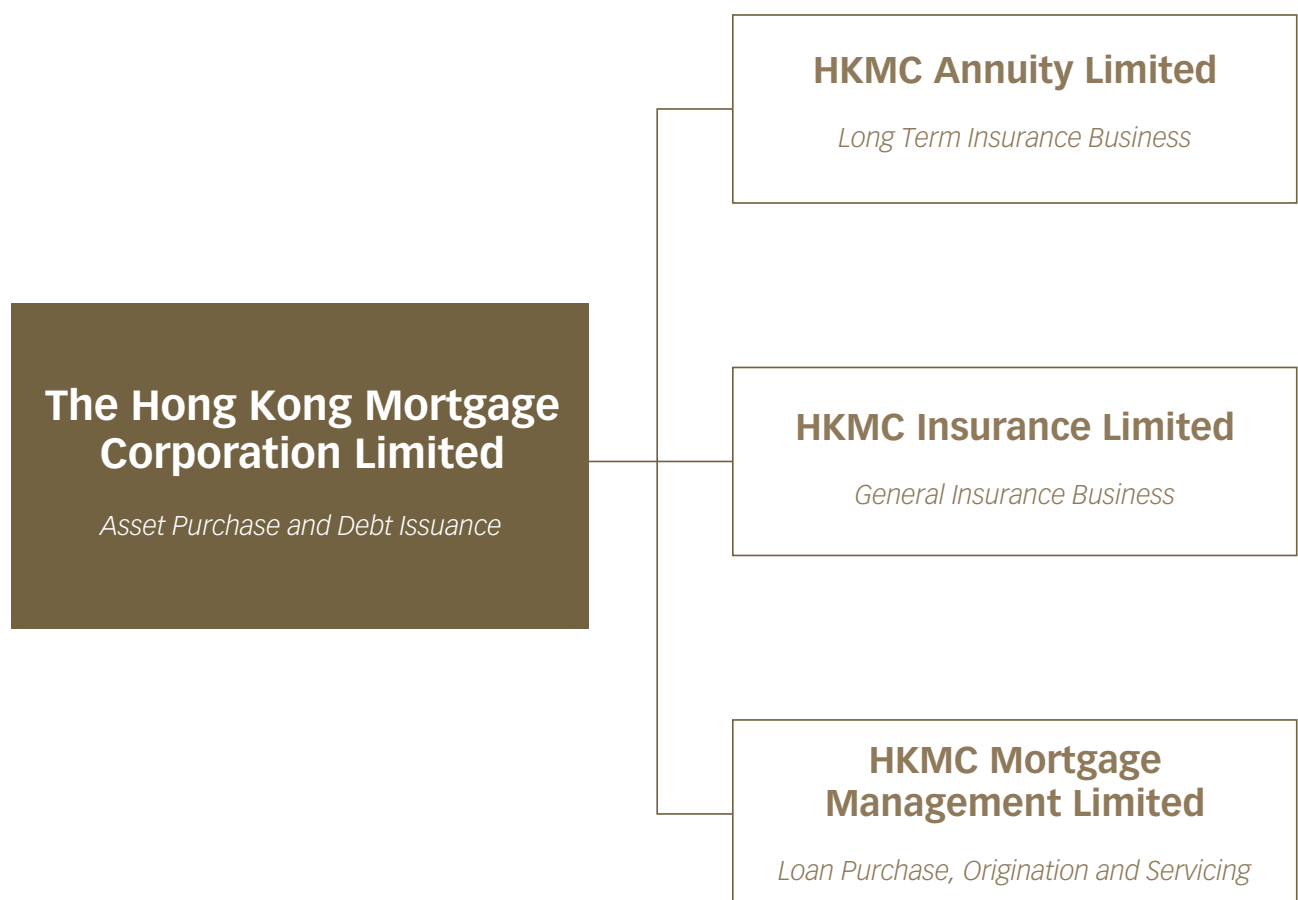 HKMC Annuity Limited
Long Term Insurance Business
The Hong Kong Mortgage
Corporation Limited
Asset Purchase and Debt Issuance
HKMC Insurance Limited
General Insurance Business
HKMC Mortgage
Management Limited
Loan Purchase, Origination and Servicing